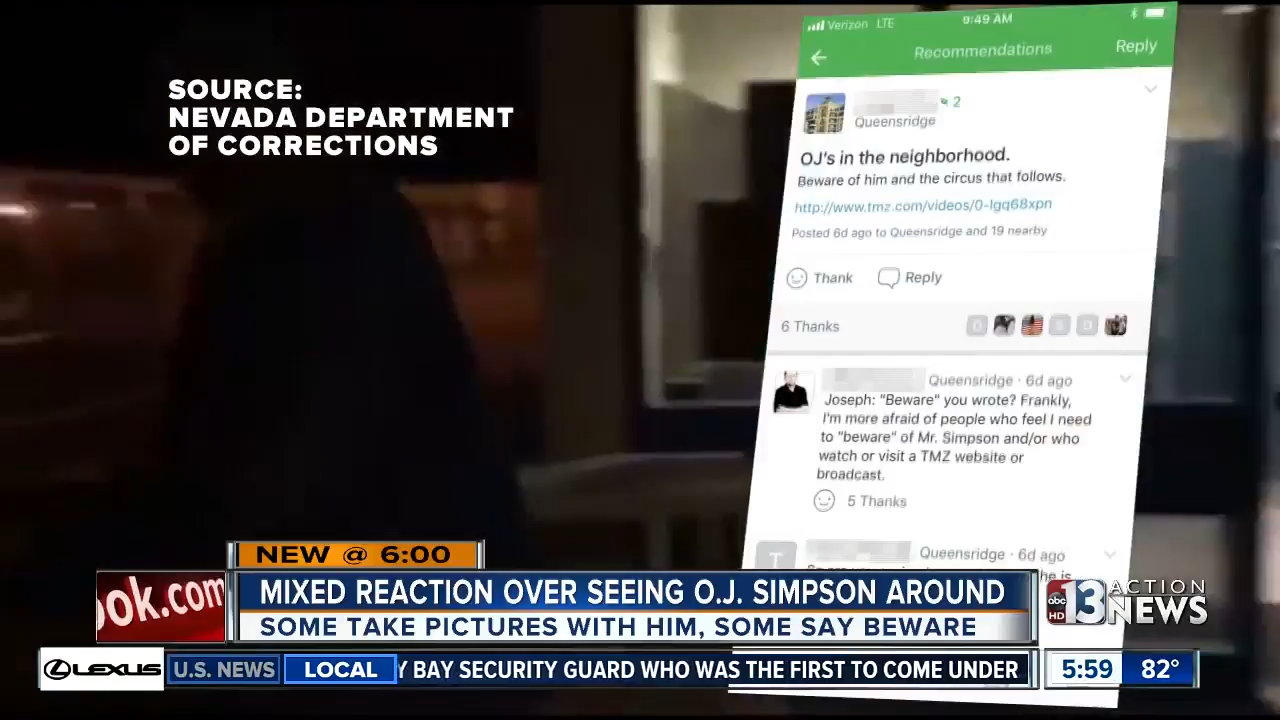 SOURCE:
NEVADA DEPARTMENT
OF CORRECTIONS
Verizon LTE 9:49 AM
Recommendations Reply
2
Queensridge
OJ's in the neighborhood.
Beware of him and the circus that follows.
http://www.tmz.com/videos/0-lgq68xpn
Posted 6d ago to Queensridge and 19 nearby
Thank Reply
6 Thanks
Queensridge · 6d ago
Joseph: "Beware" you wrote? Frankly,
I'm more afraid of people who feel I need
to "beware" of Mr. Simpson and/or who
watch or visit a TMZ website or
broadcast.
5 Thanks
T
Queensridge · 6d ago
he is
NEW @ 6:00
ook.com
MIXED REACTION OVER SEEING O.J. SIMPSON AROUND
SOME TAKE PICTURES WITH HIM, SOME SAY BEWARE
abc HD 13 ACTION NEWS
LEXUS U.S. NEWS LOCAL Y BAY SECURITY GUARD WHO WAS THE FIRST TO COME UNDER 5:59 82°